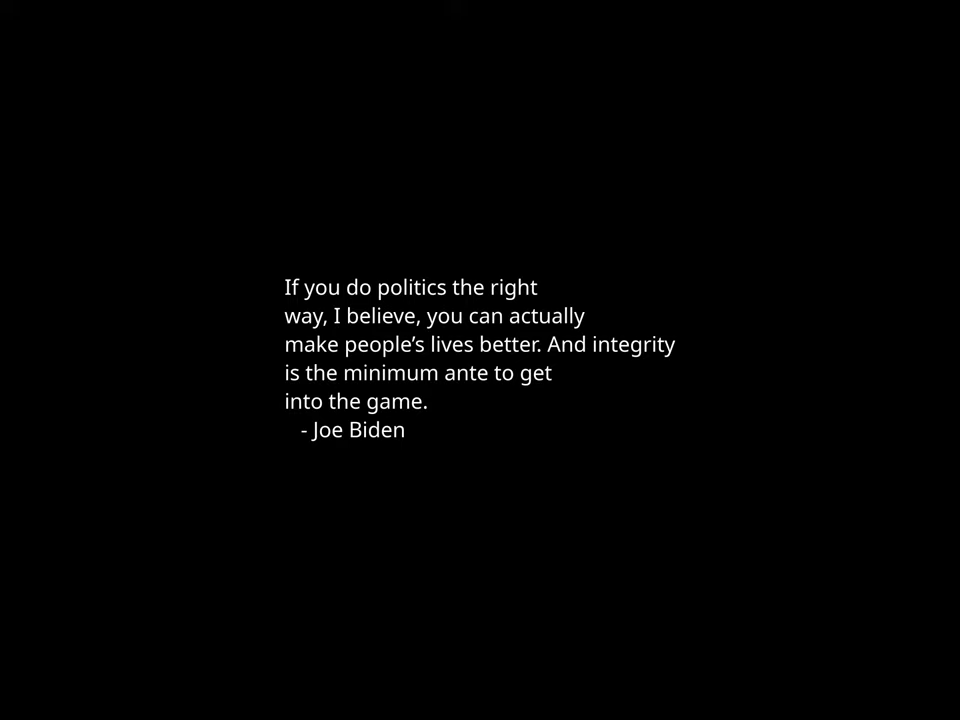 If you do politics the right
way, I believe, you can actually
make people’s lives better. And integrity
is the minimum ante to get
into the game.
- Joe Biden